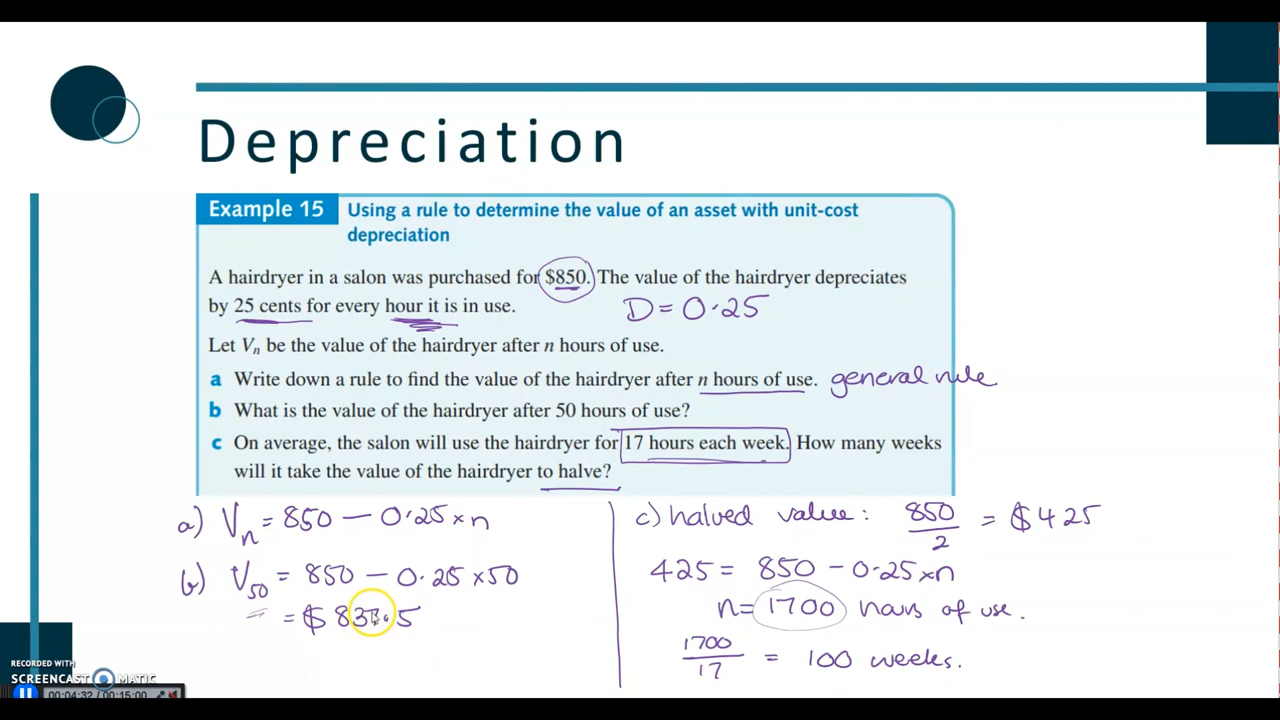 Depreciation
Example 15 Using a rule to determine the value of an asset with unit-cost
depreciation
A hairdryer in a salon was purchased for $850. The value of the hairdryer depreciates
by 25 cents for every hour it is in use. D = 0.25
Let Vn be the value of the hairdryer after n hours of use.
a Write down a rule to find the value of the hairdryer after n hours of use. general rule
b What is the value of the hairdryer after 50 hours of use?
c On average, the salon will use the hairdryer for 17 hours each week. How many weeks
will it take the value of the hairdryer to halve?
a) Vn = 850 – 0.25 × n
b) V50 = 850 – 0.25 × 50
= $837.5
c) halved value: 850/2 = $425
425 = 850 – 0.25 × n
n = 1700 hours of use.
1700/17 = 100 weeks.
RECORDED WITH
SCREENCAST MATIC
00:04:32 / 00:15:00